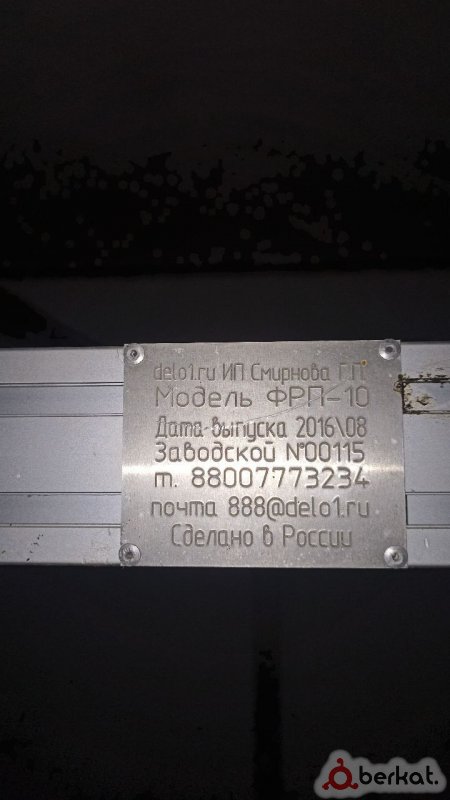 delo1.ru ИП Смирнова Г.П
Модель ФРП-10
Дата выпуска 2016\08
Заводской №00115
т. 88007773234
почта 888@delo1.ru
Сделано в России
berkat.